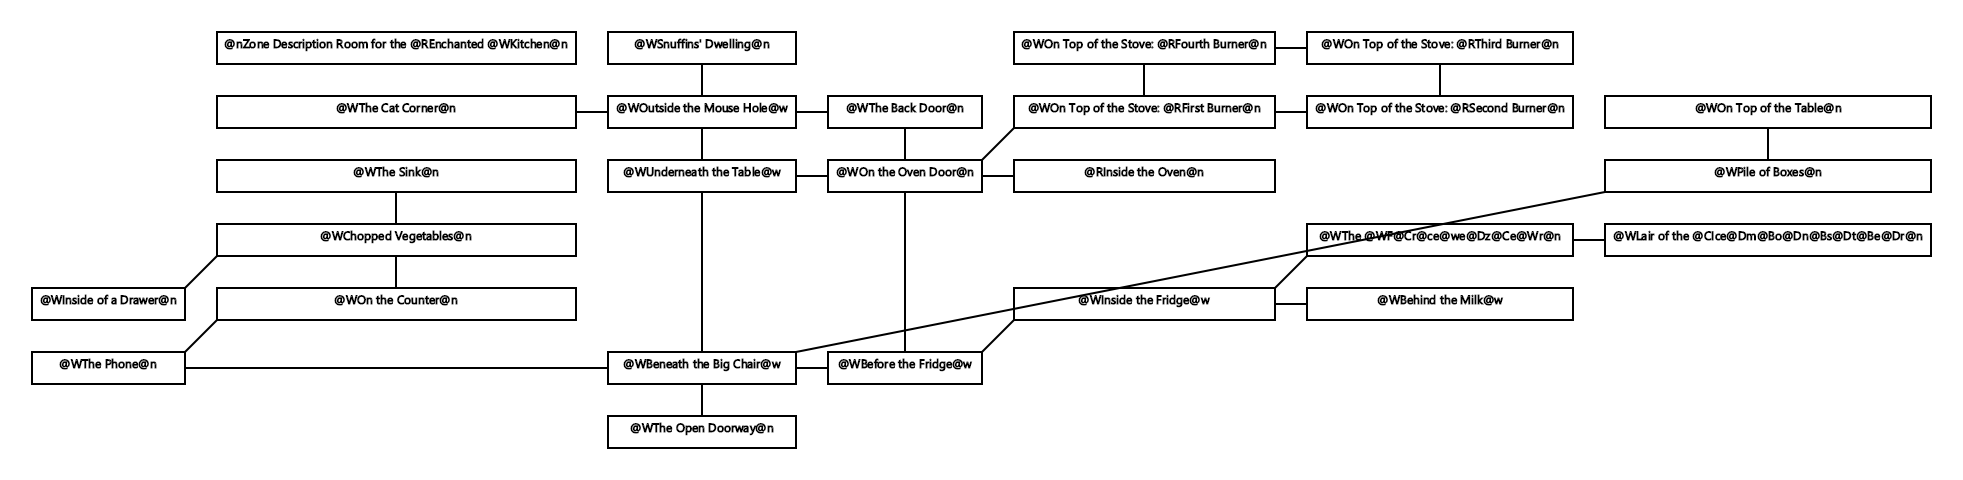 @nZone Description Room for the @REnchanted @WKitchen@n
@WSnuffins' Dwelling@n
@WOn Top of the Stove: @RFourth Burner@n
@WOn Top of the Stove: @RThird Burner@n
@WThe Cat Corner@n
@WOutside the Mouse Hole@w
@WThe Back Door@n
@WOn Top of the Stove: @RFirst Burner@n
@WOn Top of the Stove: @RSecond Burner@n
@WOn Top of the Table@n
@WThe Sink@n
@WUnderneath the Table@w
@WOn the Oven Door@n
@RInside the Oven@n
@WPile of Boxes@n
@WChopped Vegetables@n
@WThe @WF@Cr@ce@we@Dz@Ce@Wr@n
@WLair of the @CIce@Dm@Bo@Dn@Bs@Dt@Be@Dr@n
@WInside of a Drawer@n
@WOn the Counter@n
@WInside the Fridge@w
@WBehind the Milk@w
@WThe Phone@n
@WBeneath the Big Chair@w
@WBefore the Fridge@w
@WThe Open Doorway@n